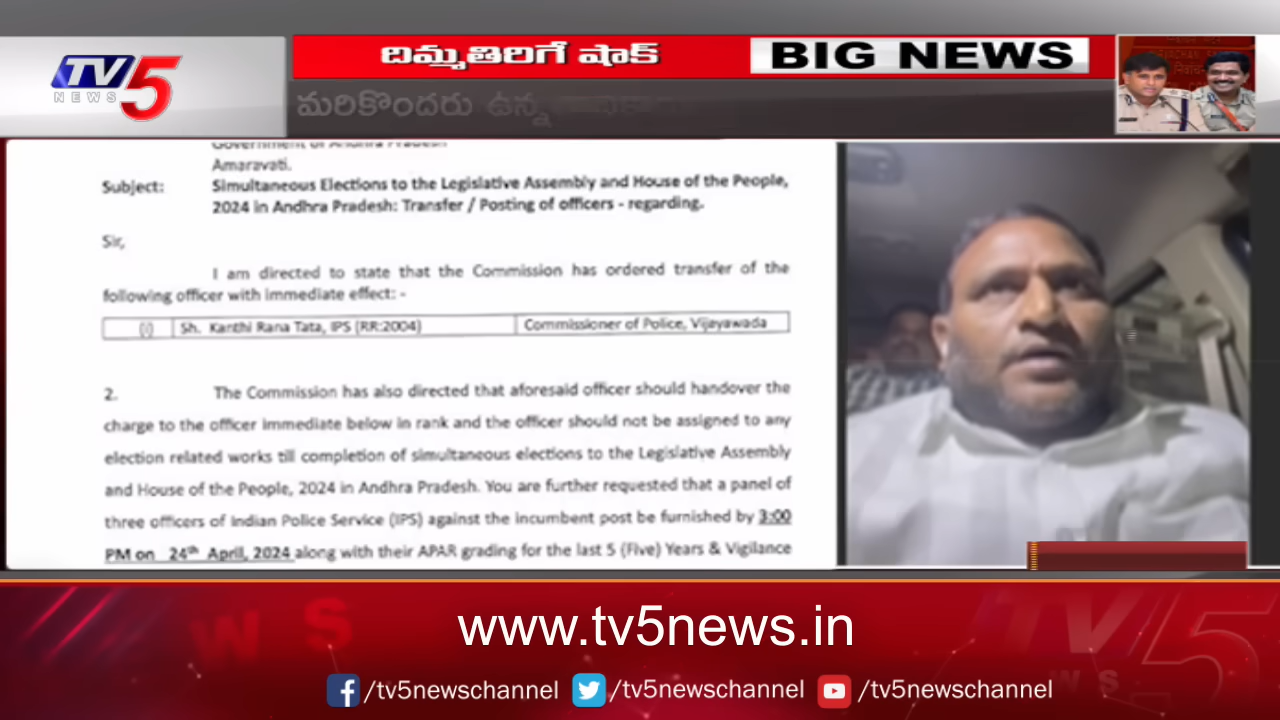 దిమ్మతిరిగే షాక్
BIG NEWS
TV5
NEWS
మరికొందరు ఉన్న
Government of Andhra Pradesh
Amaravati.
Subject: Simultaneous Elections to the Legislative Assembly and House of the People,
2024 in Andhra Pradesh: Transfer / Posting of officers - regarding.
Sir,
I am directed to state that the Commission has ordered transfer of the
following officer with immediate effect: -
(i) Sh. Kanthi Rana Tata, IPS (RR:2004) Commissioner of Police, Vijayawada
2. The Commission has also directed that aforesaid officer should handover the
charge to the officer immediate below in rank and the officer should not be assigned to any
election related works till completion of simultaneous elections to the Legislative Assembly
and House of the People, 2024 in Andhra Pradesh. You are further requested that a panel of
three officers of Indian Police Service (IPS) against the incumbent post be furnished by 3:00
PM on 24th April, 2024 along with their APAR grading for the last 5 (Five) Years & Vigilance
www.tv5news.in
/tv5newschannel /tv5newschannel /tv5newschannel